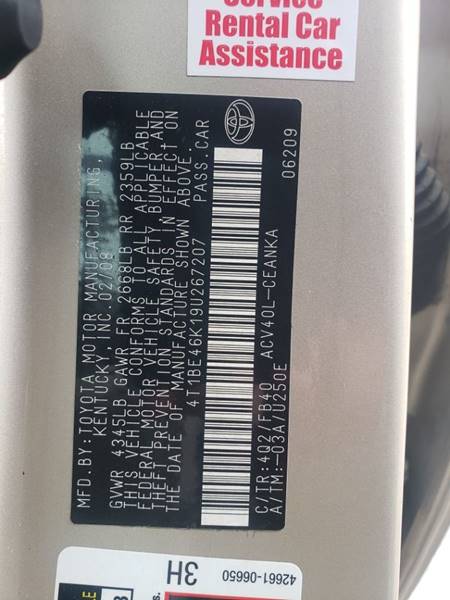 Service
Rental Car
Assistance
MFD. BY: TOYOTA MOTOR MANUFACTURING,
KENTUCKY, INC. 02/08
GVWR 4345LB GAWR FR 2668LB RR 2359LB
THIS VEHICLE CONFORMS TO ALL APPLICABLE
FEDERAL MOTOR VEHICLE SAFETY, BUMPER,AND
THEFT PREVENTION STANDARDS IN EFFECT ON
THE DATE OF MANUFACTURE SHOWN ABOVE.
4T1BE46K19U267207 PASS.CAR
C/TR:4Q2/FB40 ACV40L-CEANKA
A/TM:-03A/U250E 06209
42661-06650
3H